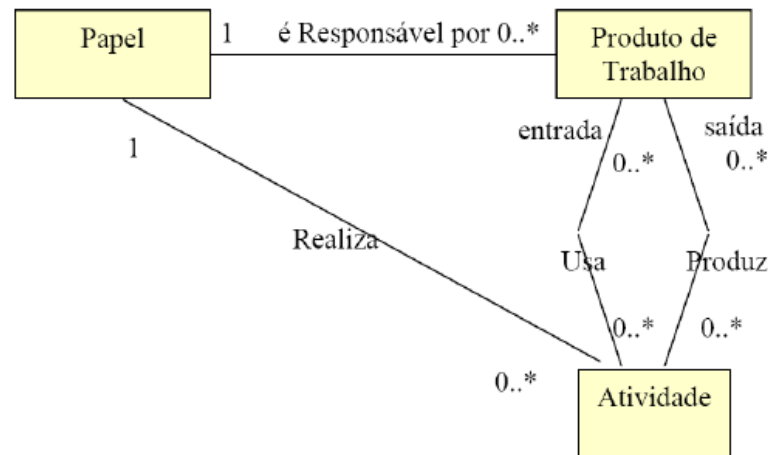 Papel
1
é Responsável por 0..*
Produto de
Trabalho
entrada
saída
0..*
0..*
1
Realiza
Usa
Produz
0..*
0..*
0..*
Atividade